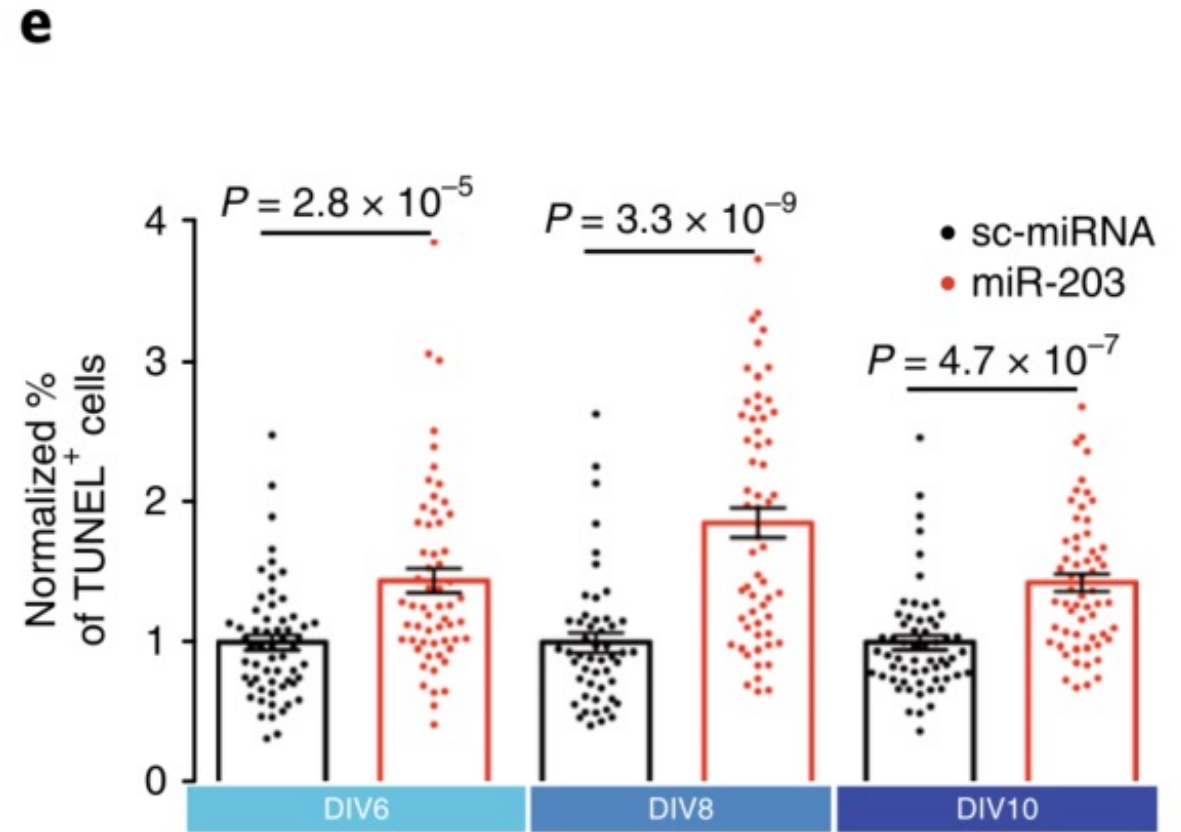 e
P = 2.8 × 10⁻⁵
P = 3.3 × 10⁻⁹
sc-miRNA
miR-203
P = 4.7 × 10⁻⁷
Normalized %
of TUNEL⁺ cells
4
3
2
1
0
DIV6
DIV8
DIV10